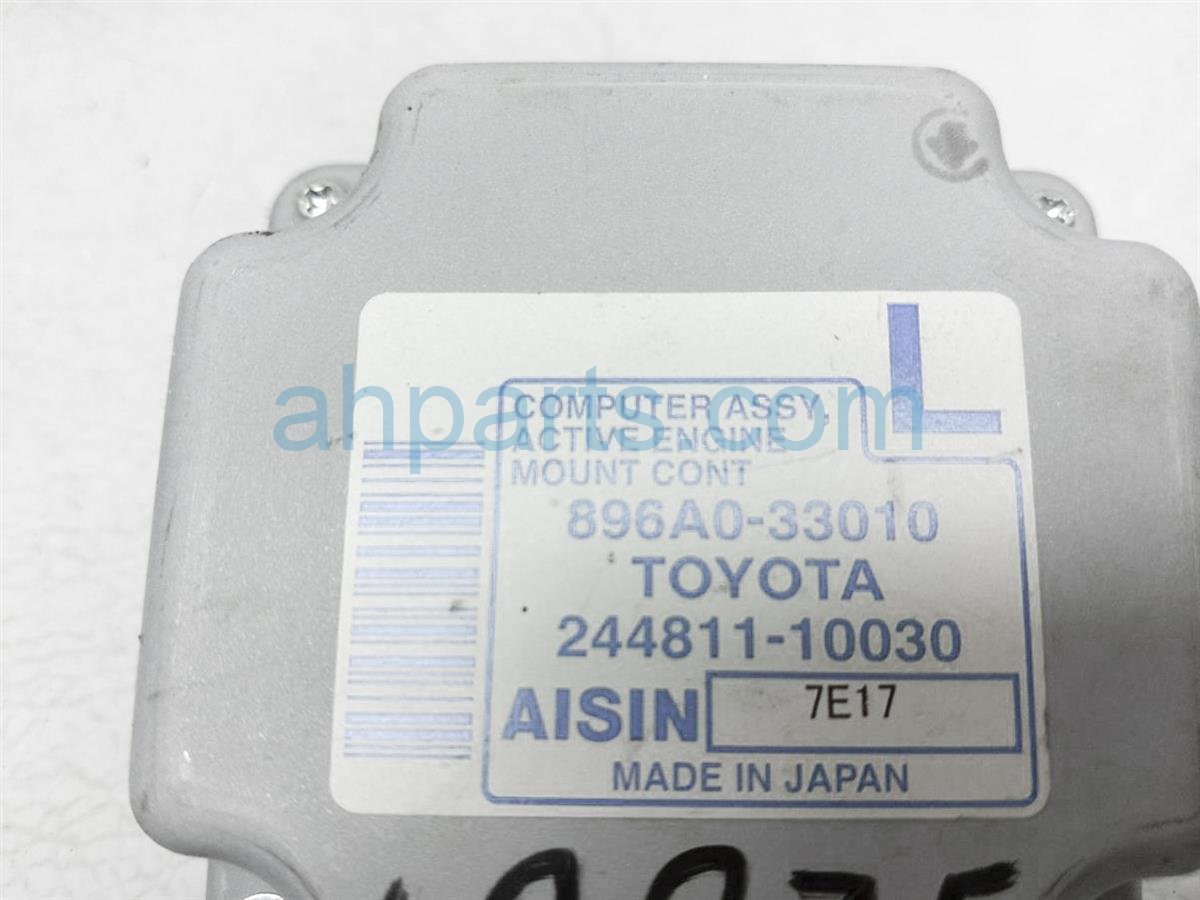 L
COMPUTER ASSY,
ACTIVE ENGINE
MOUNT CONT
896A0-33010
TOYOTA
244811-10030
AISIN 7E17
MADE IN JAPAN
ahparts.com